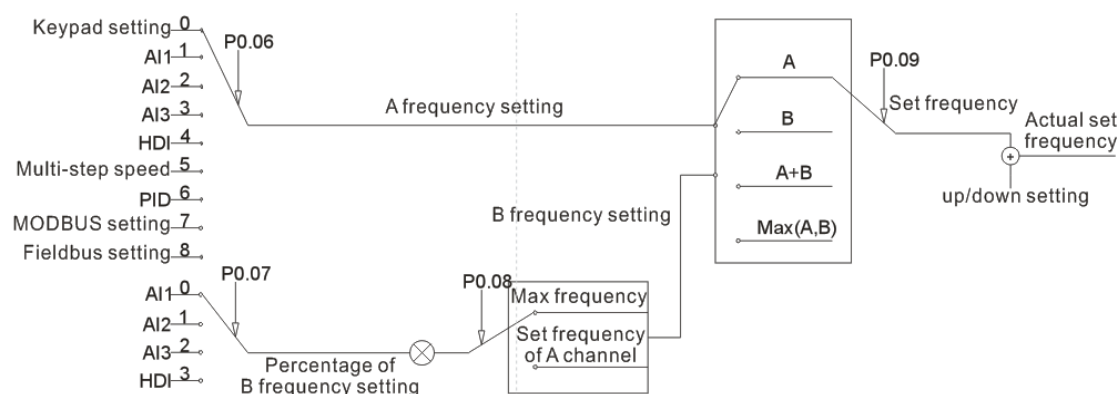 Keypad setting 0
AI1 1
AI2 2
AI3 3
HDI 4
Multi-step speed 5
PID 6
MODBUS setting 7
Fieldbus setting 8
P0.06
A frequency setting
A
B
A+B
Max(A,B)
P0.09
Set frequency
Actual set
frequency
+
up/down setting
B frequency setting
AI1 0
AI2 1
AI3 2
HDI 3
P0.07
Percentage of
B frequency setting
P0.08
Max frequency
Set frequency
of A channel